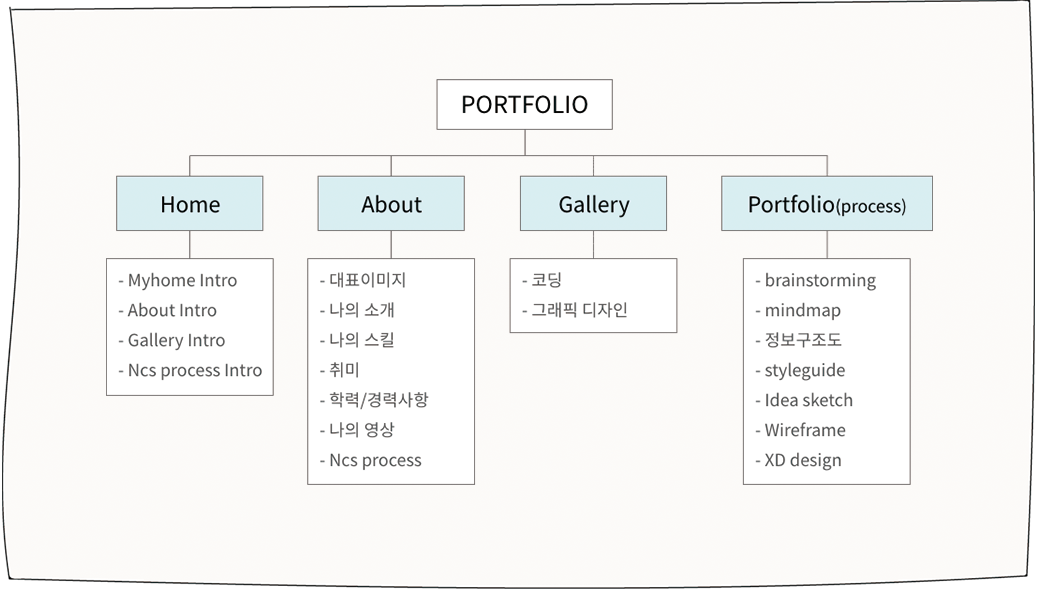 PORTFOLIO
Home
- Myhome Intro
- About Intro
- Gallery Intro
- Ncs process Intro
About
- 대표이미지
- 나의 소개
- 나의 스킬
- 취미
- 학력/경력사항
- 나의 영상
- Ncs process
Gallery
- 코딩
- 그래픽 디자인
Portfolio(process)
- brainstorming
- mindmap
- 정보구조도
- styleguide
- Idea sketch
- Wireframe
- XD design